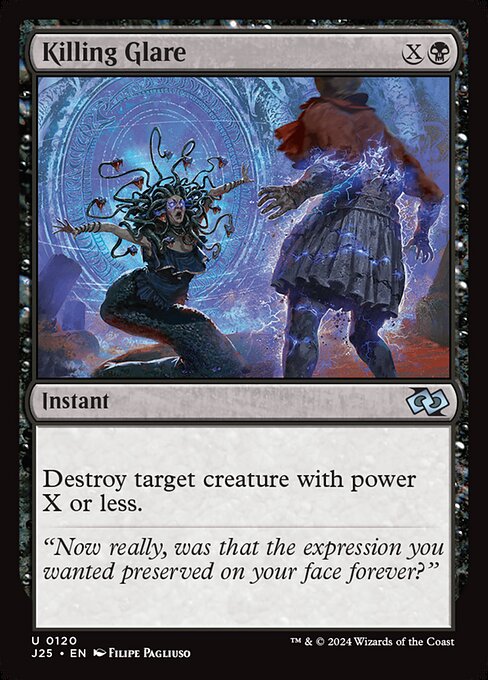 Killing Glare X
Instant
Destroy target creature with power
X or less.
“Now really, was that the expression you
wanted preserved on your face forever?”
U 0120
J25 • EN Filipe Pagliuso
™ & © 2024 Wizards of the Coast